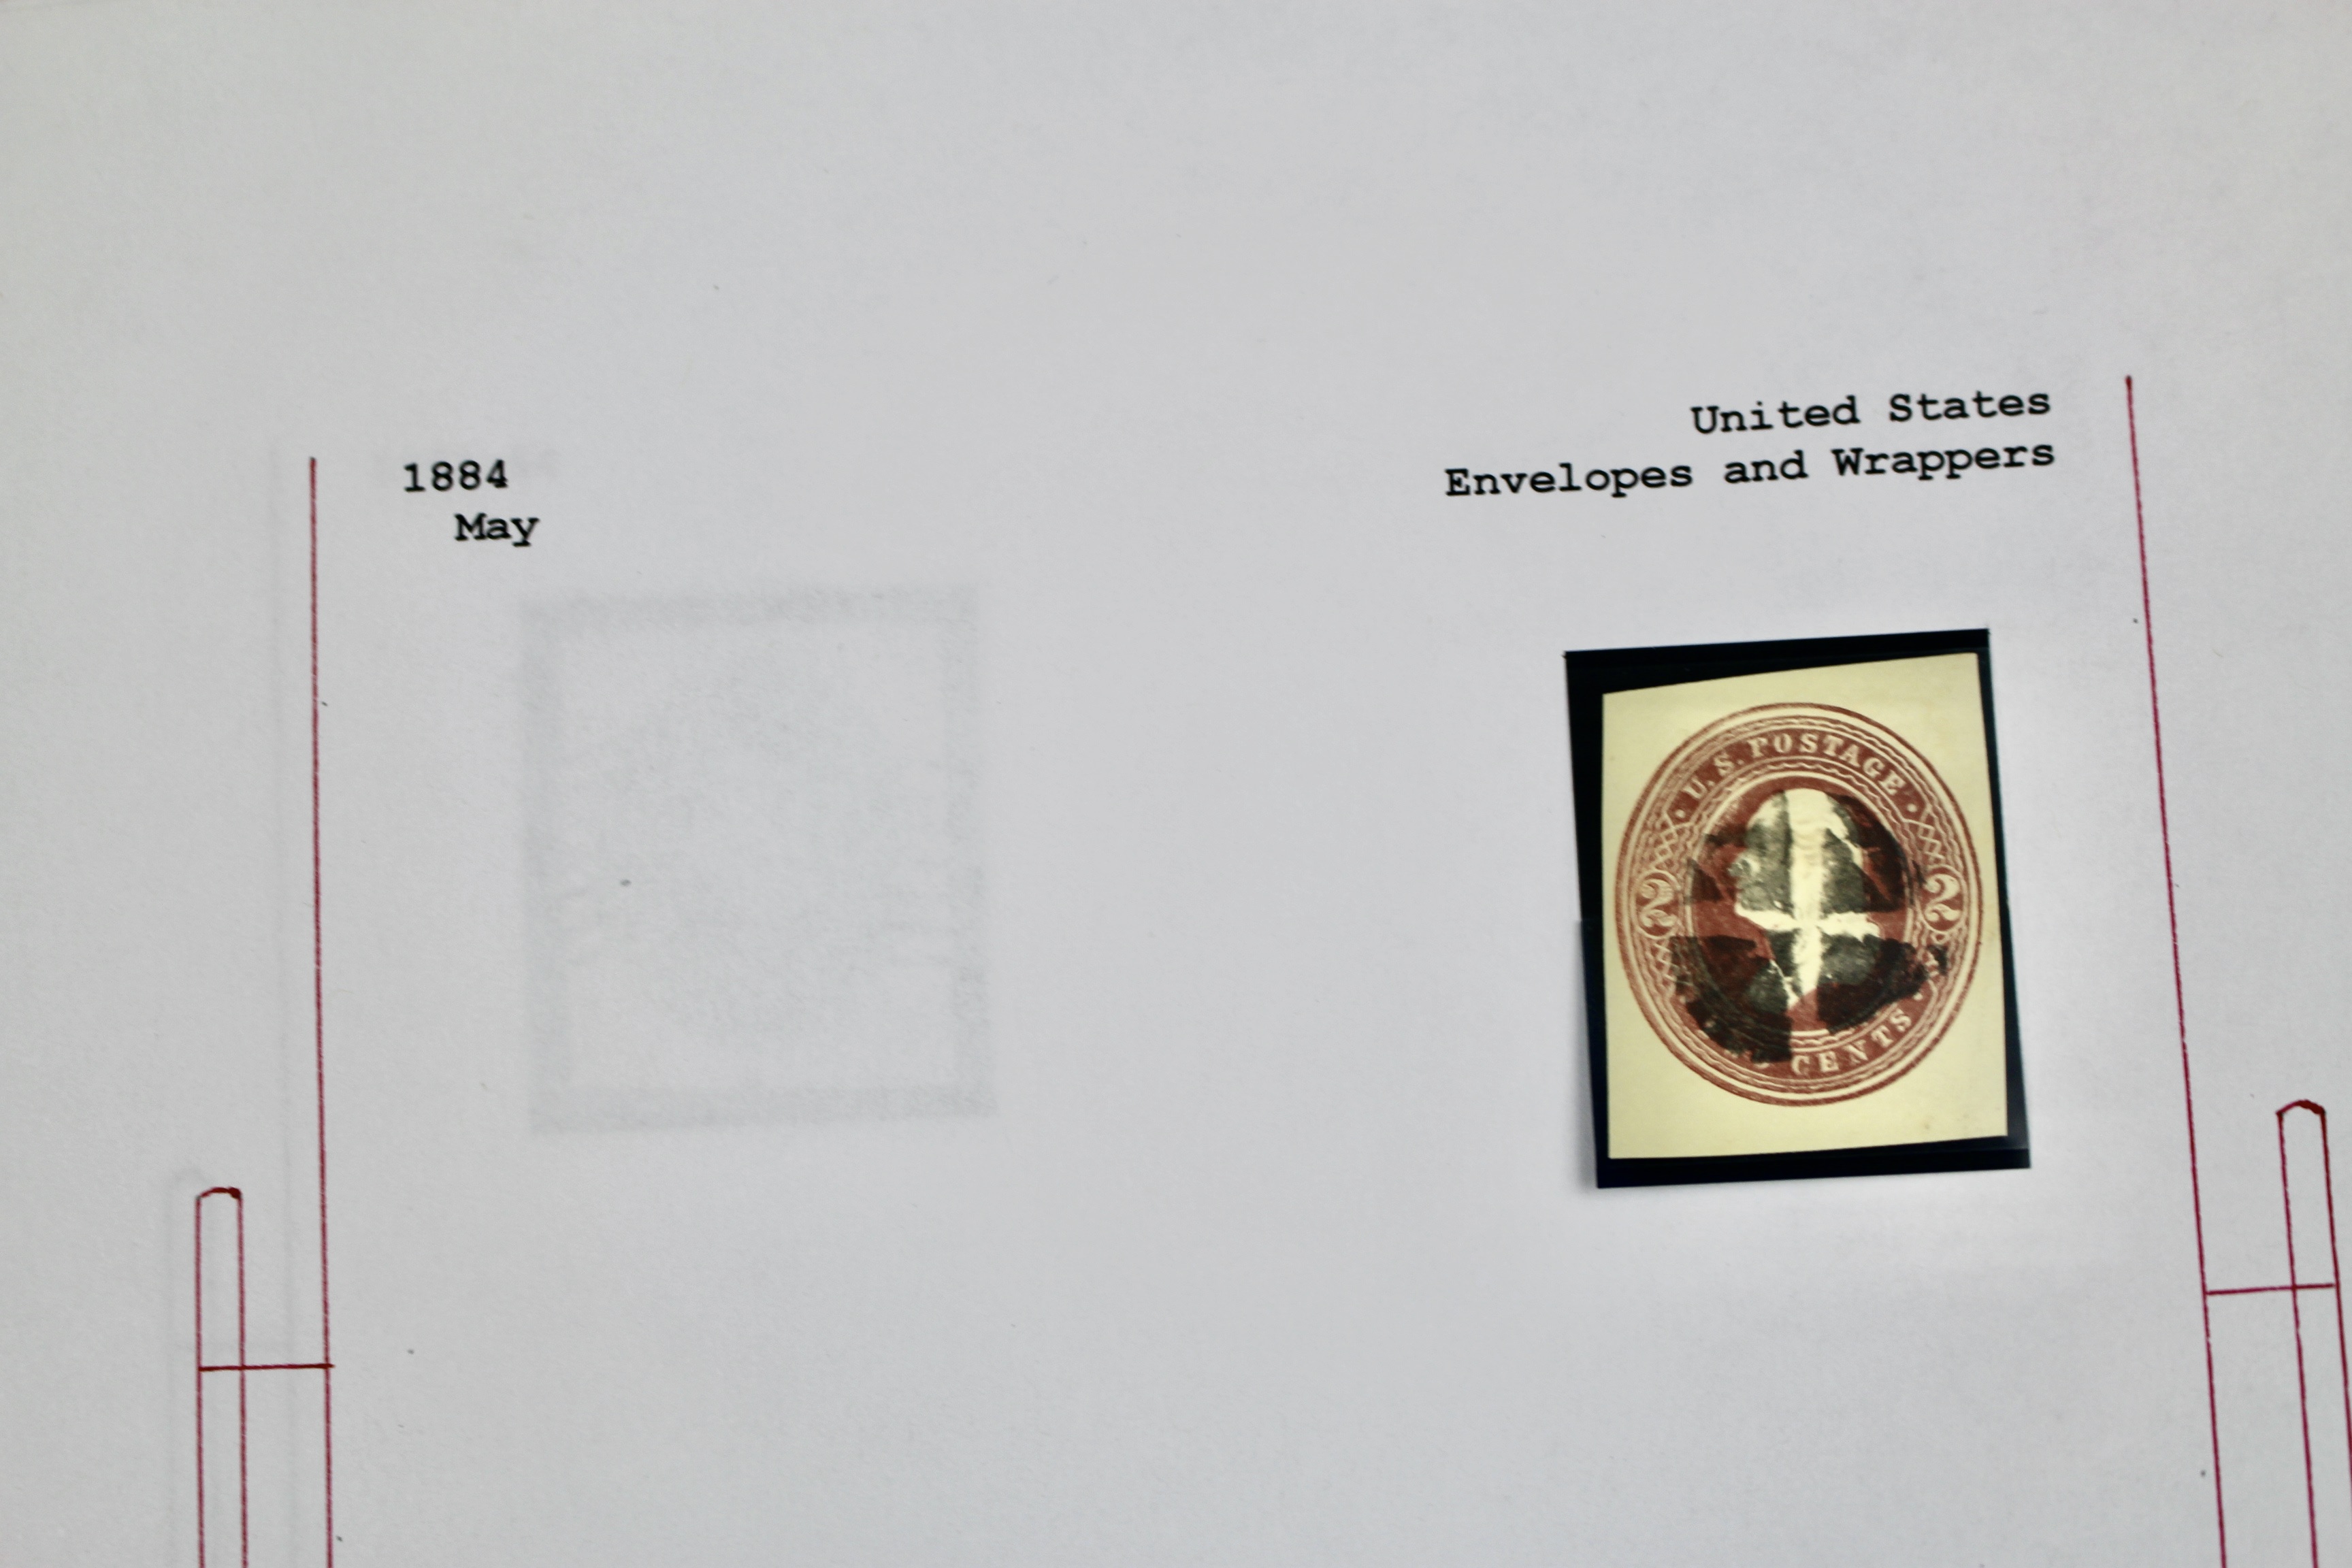 1884
May
United States
Envelopes and Wrappers
U.S. POSTAGE
2 2
CENTS